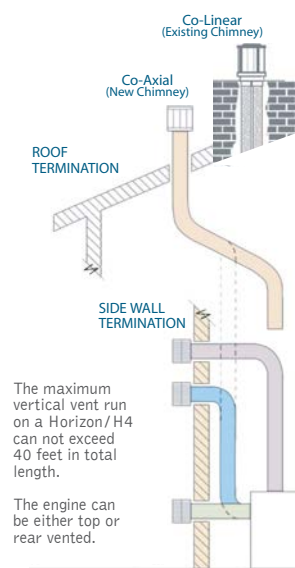 Co-Linear
(Existing Chimney)
Co-Axial
(New Chimney)
ROOF
TERMINATION
SIDE WALL
TERMINATION
The maximum
vertical vent run
on a Horizon/H4
can not exceed
40 feet in total
length.
The engine can
be either top or
rear vented.